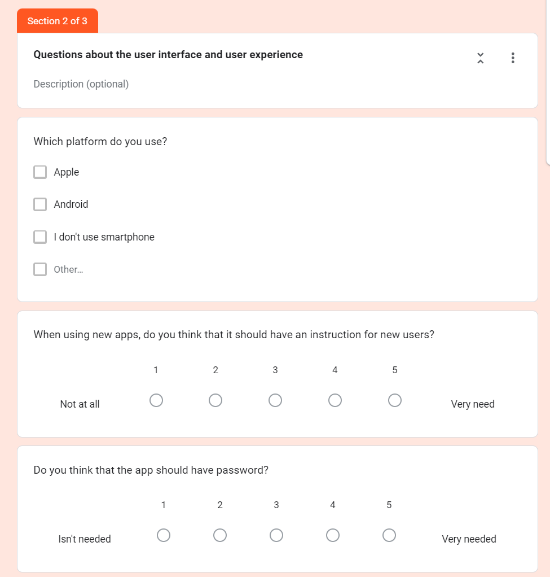 Section 2 of 3
Questions about the user interface and user experience
Description (optional)
Which platform do you use?
Apple
Android
I don't use smartphone
Other...
When using new apps, do you think that it should have an instruction for new users?
1 2 3 4 5
Not at all Very need
Do you think that the app should have password?
1 2 3 4 5
Isn't needed Very needed